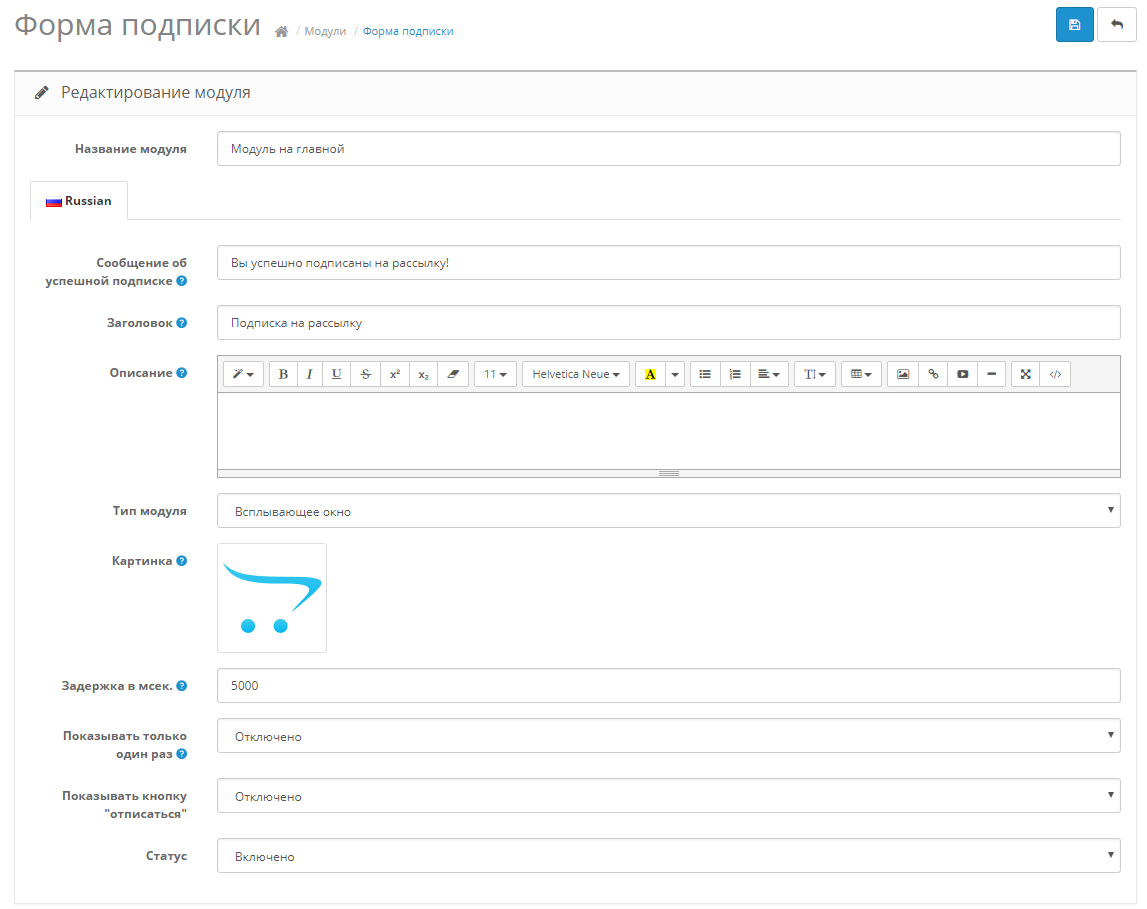 Форма подписки / Модули / Форма подписки
Редактирование модуля
Название модуля Модуль на главной
Russian
Сообщение об
успешной подписке ? Вы успешно подписаны на рассылку!
Заголовок ? Подписка на рассылку
Описание ? B I U S x² x₂ 11 Helvetica Neue A T </>
Тип модуля Всплывающее окно
Картинка ?
Задержка в мсек. ? 5000
Показывать только
один раз ? Отключено
Показывать кнопку
"отписаться" Отключено
Статус Включено